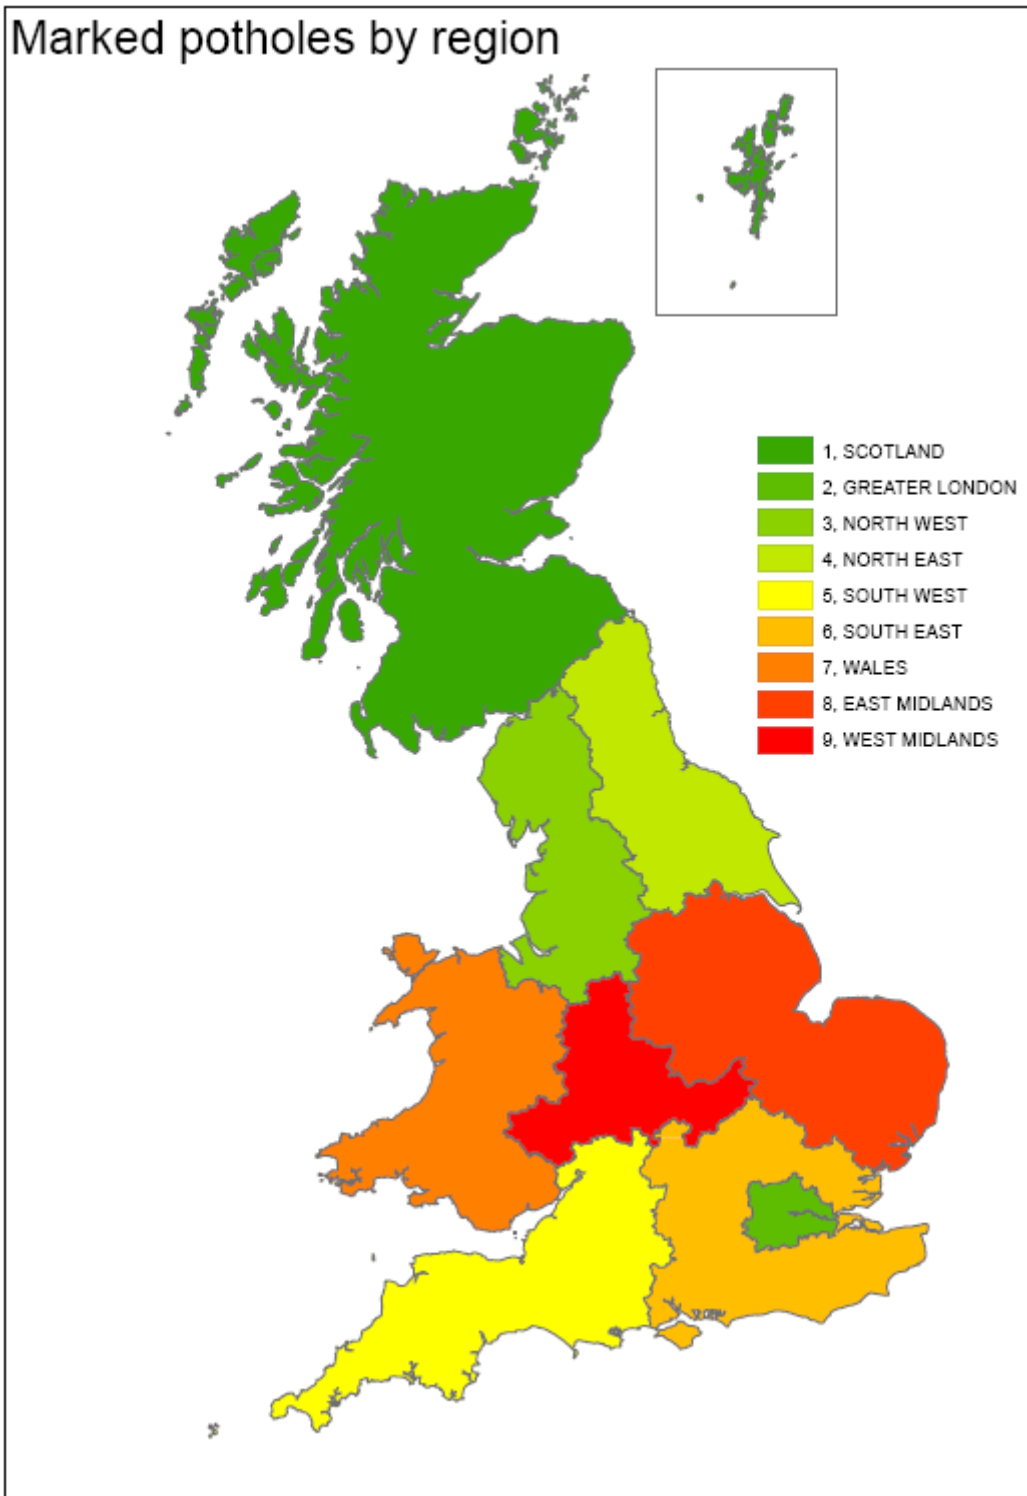 Marked potholes by region
1, SCOTLAND
2, GREATER LONDON
3, NORTH WEST
4, NORTH EAST
5, SOUTH WEST
6, SOUTH EAST
7, WALES
8, EAST MIDLANDS
9, WEST MIDLANDS